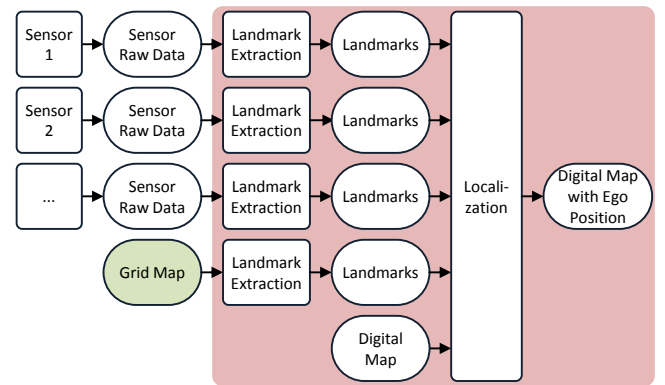 Sensor
1
Sensor
Raw Data
Landmark
Extraction
Landmarks
Sensor
2
Sensor
Raw Data
Landmark
Extraction
Landmarks
...
Sensor
Raw Data
Landmark
Extraction
Landmarks
Grid Map
Landmark
Extraction
Landmarks
Digital
Map
Locali-
zation
Digital Map
with Ego
Position